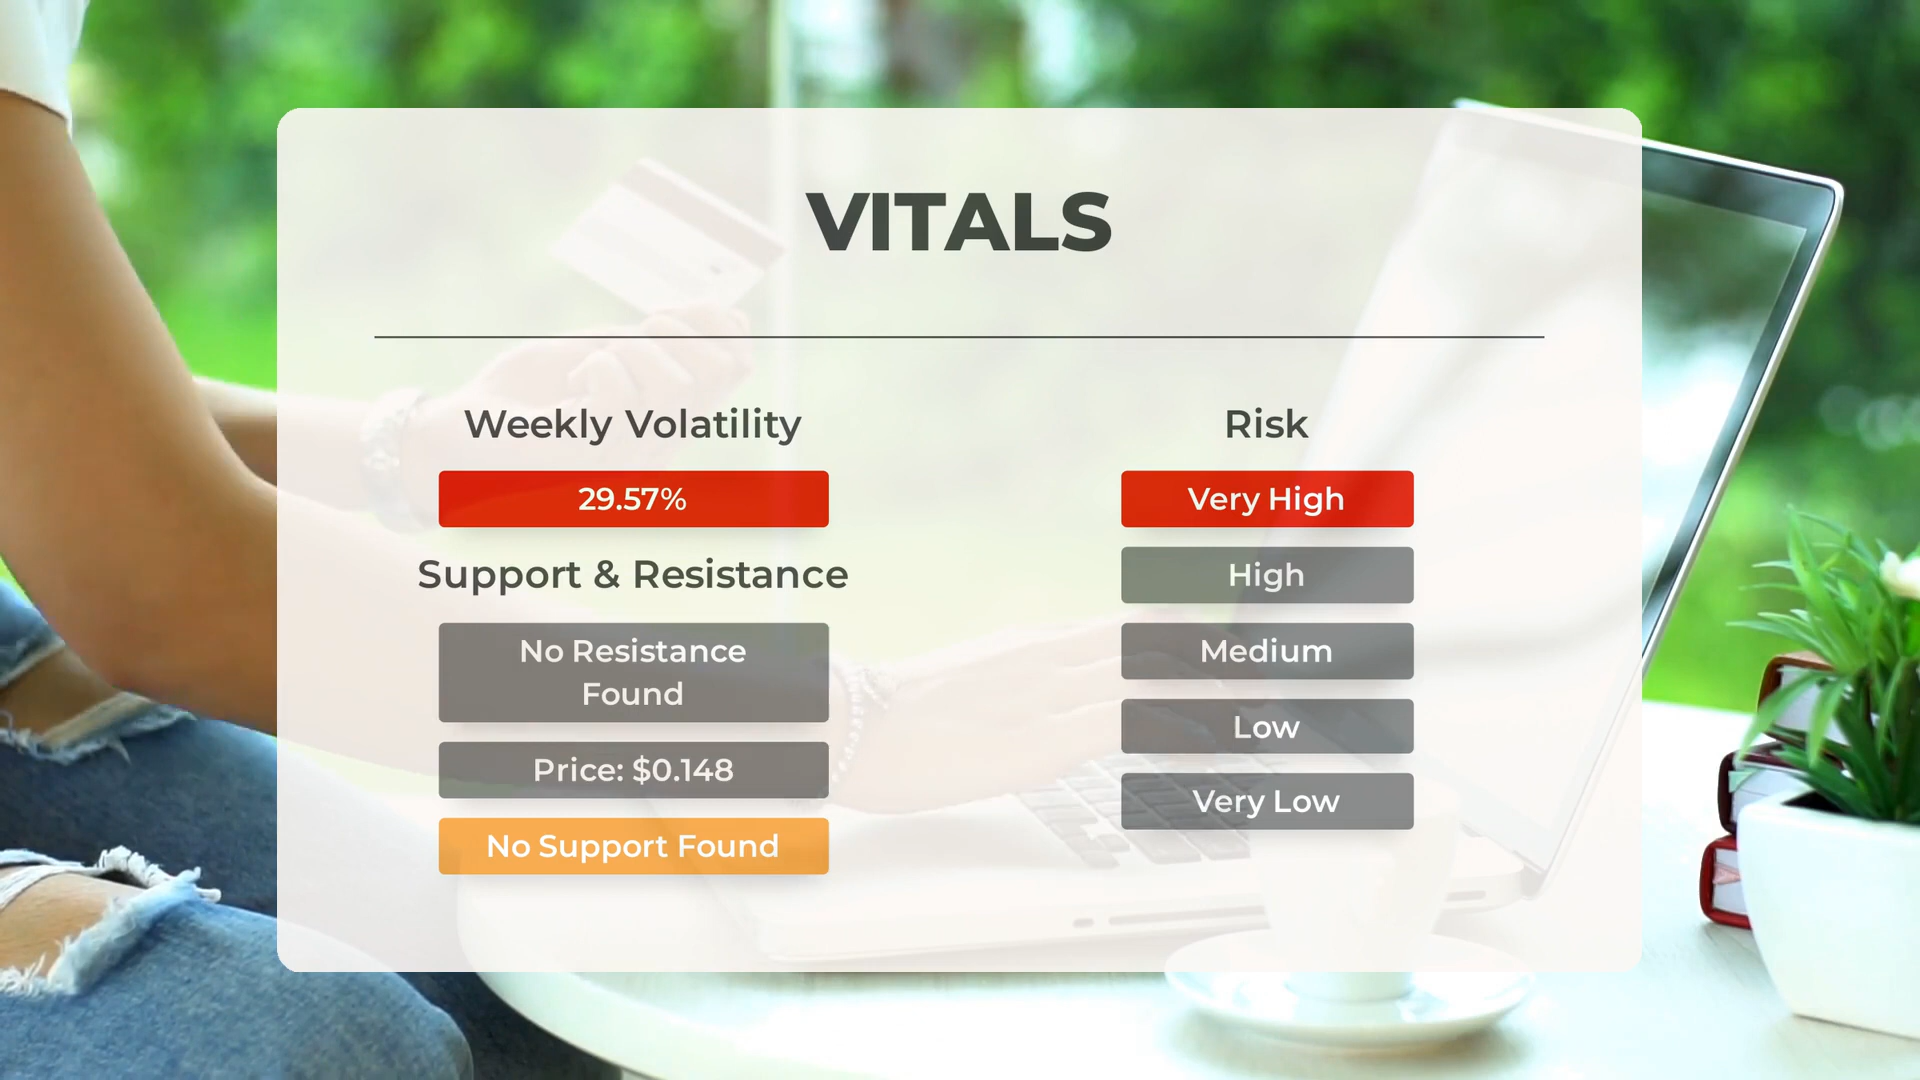 VITALS
Weekly Volatility
29.57%
Support & Resistance
No Resistance
Found
Price: $0.148
No Support Found
Risk
Very High
High
Medium
Low
Very Low